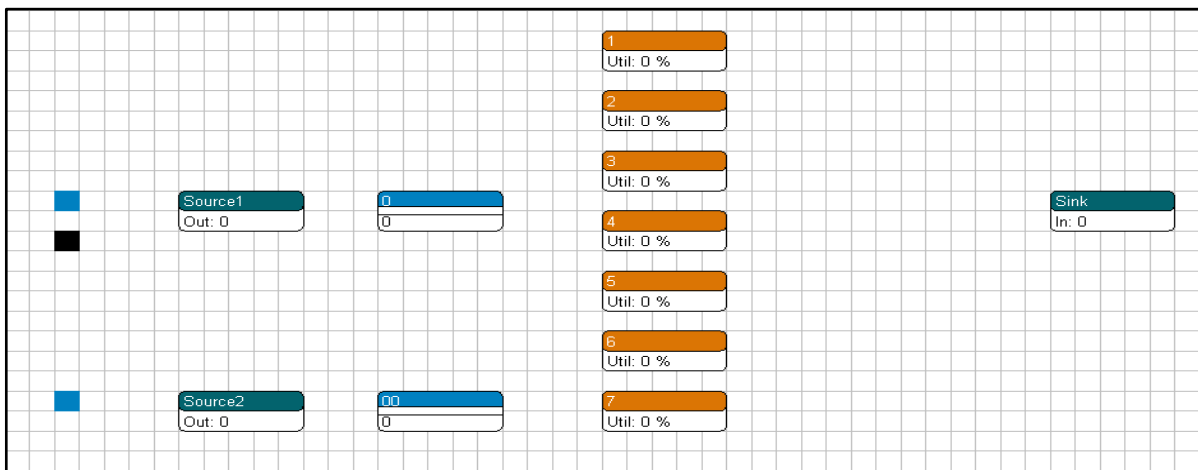 1
Util: 0 %
2
Util: 0 %
3
Util: 0 %
Source1
Out: 0
0
0
4
Util: 0 %
Sink
In: 0
5
Util: 0 %
6
Util: 0 %
Source2
Out: 0
00
0
7
Util: 0 %